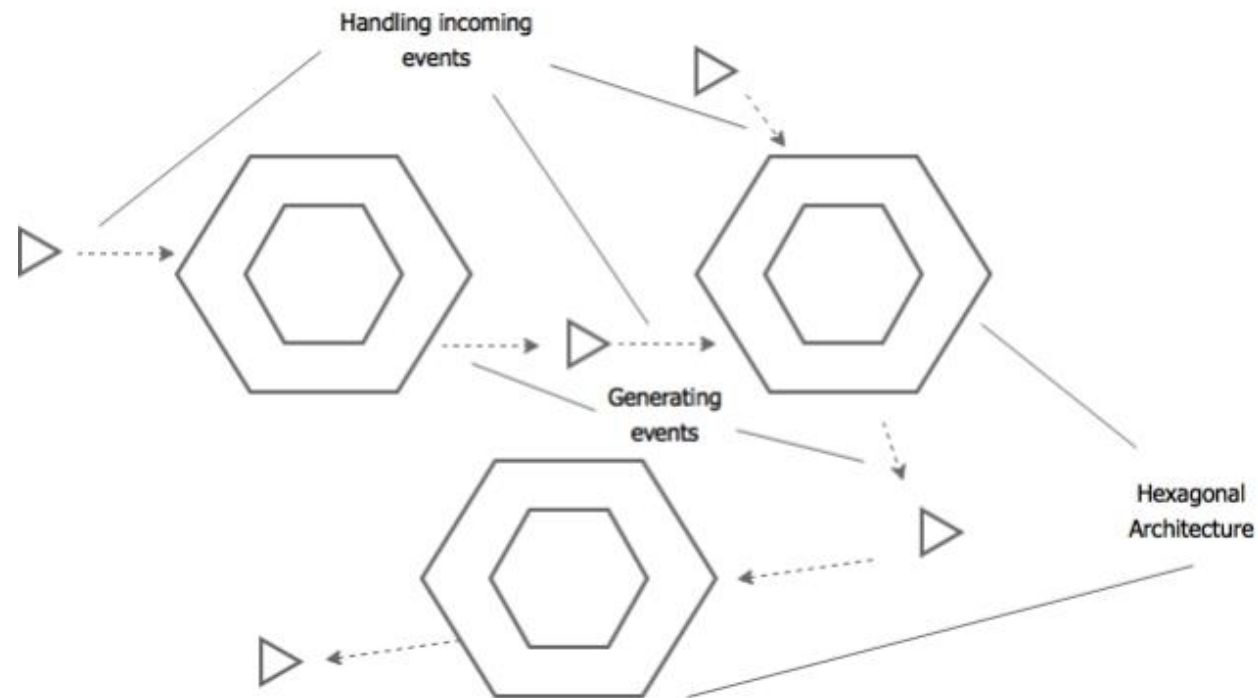 Handling incoming
events
Generating
events
Hexagonal
Architecture